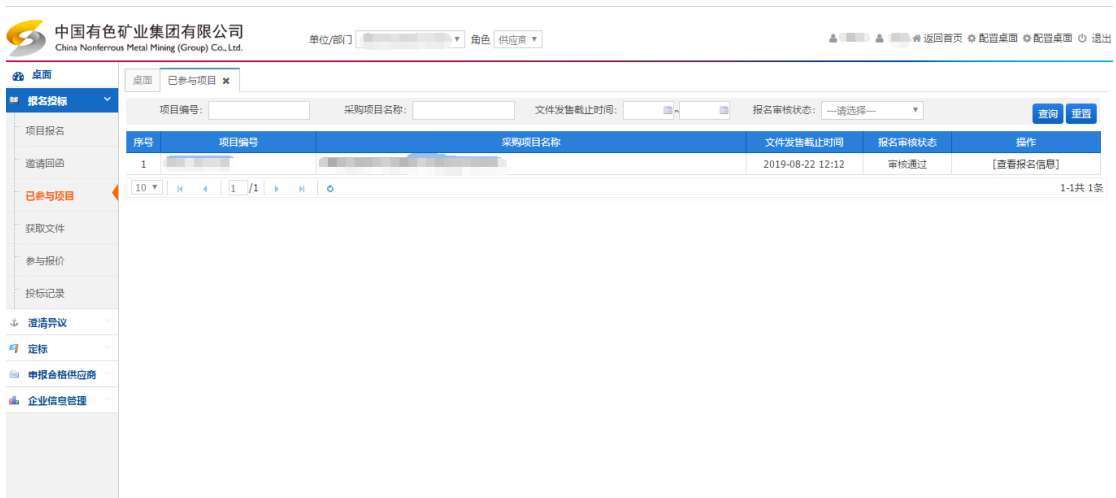 中国有色矿业集团有限公司
China Nonferrous Metal Mining (Group) Co., Ltd.
单位/部门 角色 供应商
返回首页 配置桌面 配置桌面 退出
桌面
报名投标
项目报名
邀请回函
已参与项目
获取文件
参与报价
投标记录
澄清异议
定标
申报合格供应商
企业信息管理
桌面 已参与项目
项目编号: 采购项目名称: 文件发售截止时间: ~ 报名审核状态: ---请选择--- 查询 重置
序号 项目编号 采购项目名称 文件发售截止时间 报名审核状态 操作
1 2019-08-22 12:12 审核通过 [查看报名信息]
10 1 /1 1-1共 1条